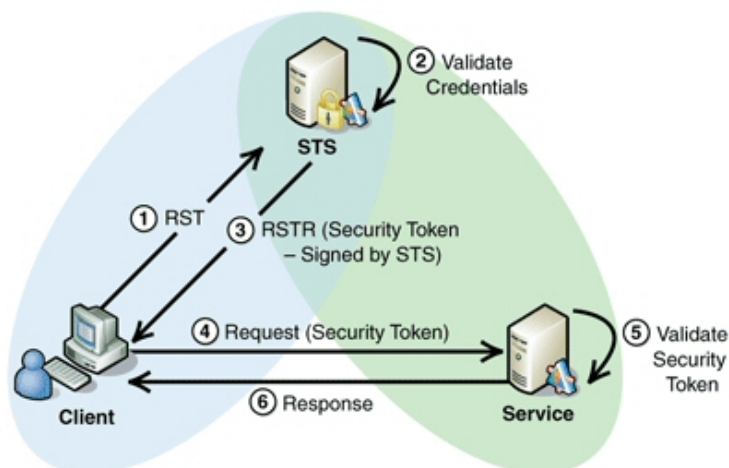 ② Validate
Credentials
STS
① RST
③ RSTR (Security Token
– Signed by STS)
④ Request (Security Token)
⑤ Validate
Security
Token
⑥ Response
Client
Service